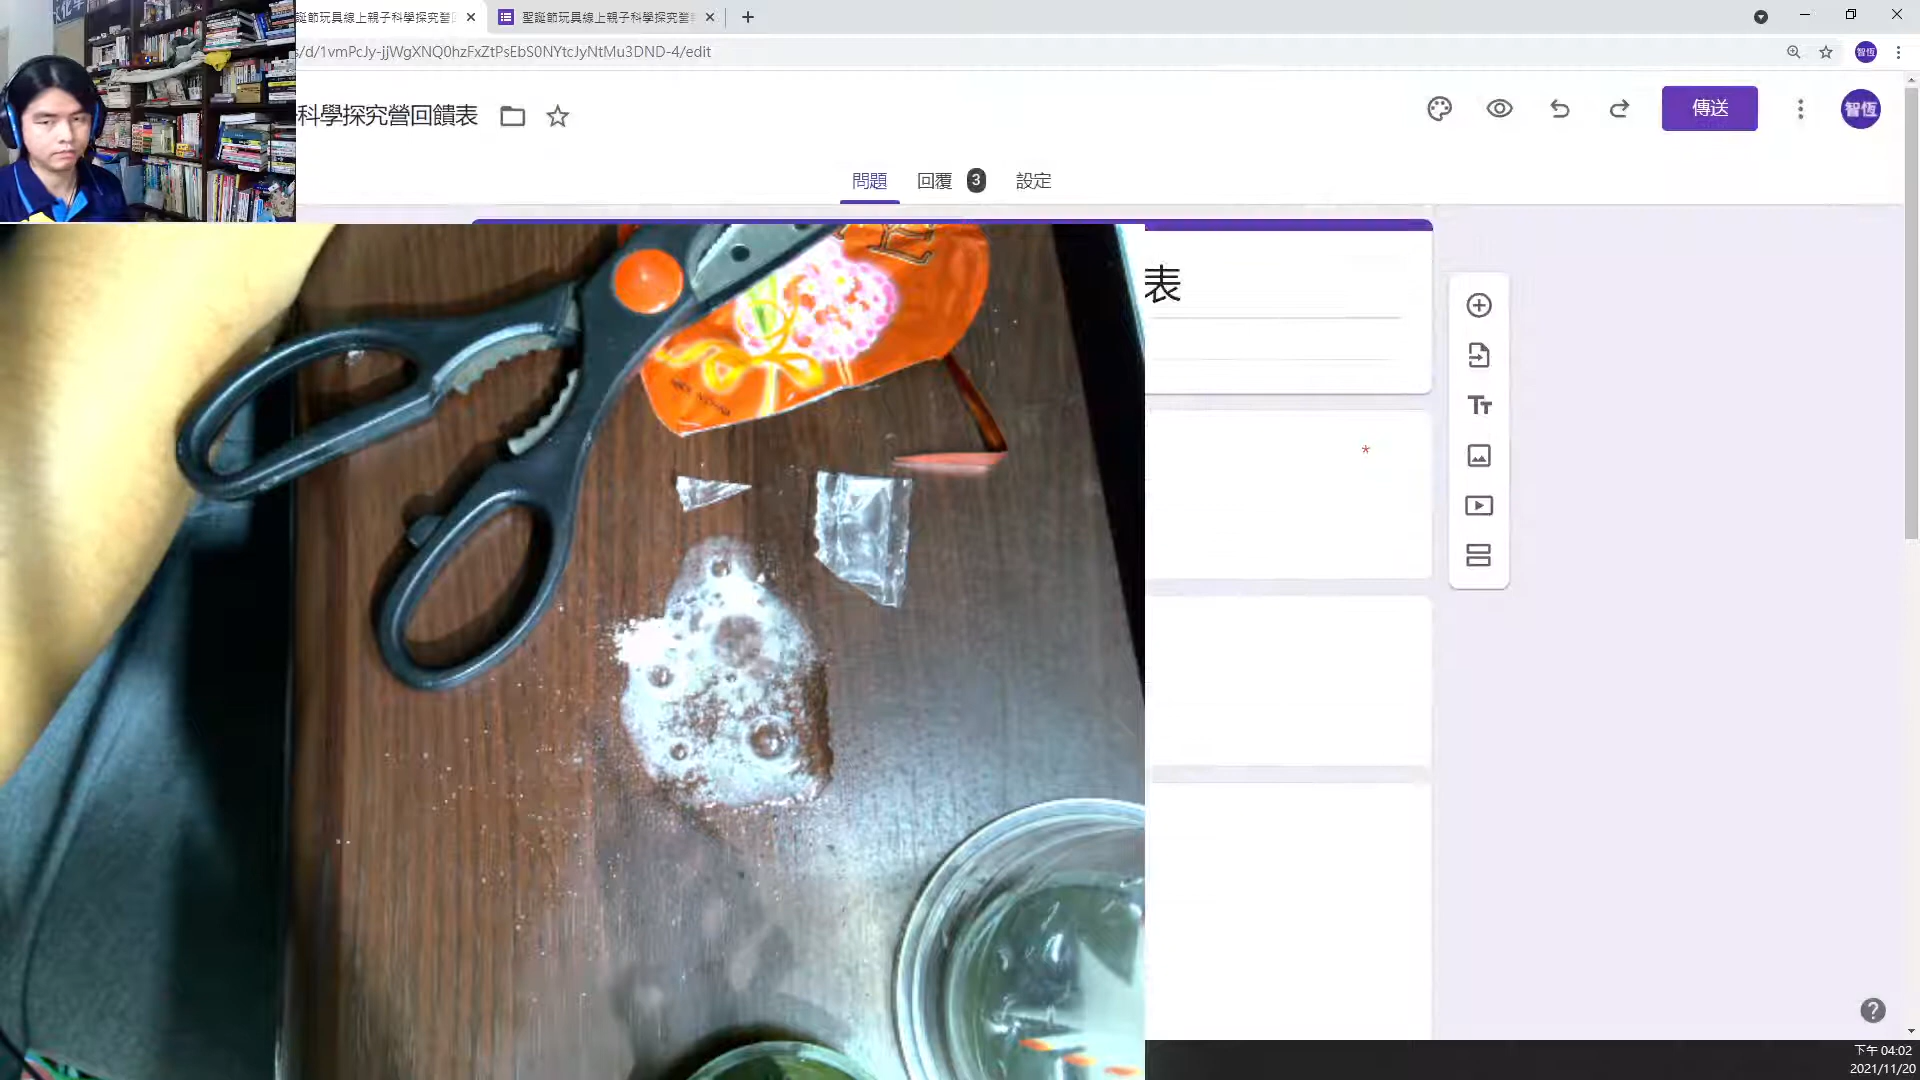 誕節玩具線上親子科學探究營回
聖誕節玩具線上親子科學探究營
s/d/1vmPcJy-jjWgXNQ0hzFxZtPsEbS0NYtcJyNtMu3DND-4/edit
智恆
科學探究營回饋表
傳送
智恆
問題
回覆 3
設定
表
*
下午 04:02
2021/11/20